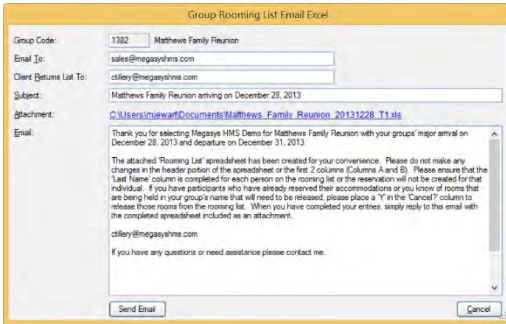 Group Rooming List Email Excel
Group Code: 1382 Matthews Family Reunion
Email To: sales@megasyshms.com
Client Returns List To: ctillery@megasyshms.com
Subject: Matthews Family Reunion arriving on December 28, 2013
Attachment: C:\Users\mjewart\Documents\Matthews_Family_Reunion_20131228_T1.xls
Email: Thank you for selecting Megasys HMS Demo for Matthews Family Reunion with your groups' major arrival on
December 28, 2013 and departure on December 31, 2013.
The attached 'Rooming List' spreadsheet has been created for your convenience. Please do not make any
changes in the header portion of the spreadsheet or the first 2 columns (Columns A and B). Please ensure that the
'Last Name' column is completed for each person on the rooming list or the reservation will not be created for that
individual. If you have participants who have already reserved their accommodations or you know of rooms that
are being held in your group's name that will need to be released, please place a 'Y' in the 'Cancel?' column to
release those rooms from the rooming list. When you have completed your entries, simply reply to this email with
the completed spreadsheet included as an attachment.
ctillery@megasyshms.com
If you have any questions or need assistance please contact me.
Send Email Cancel